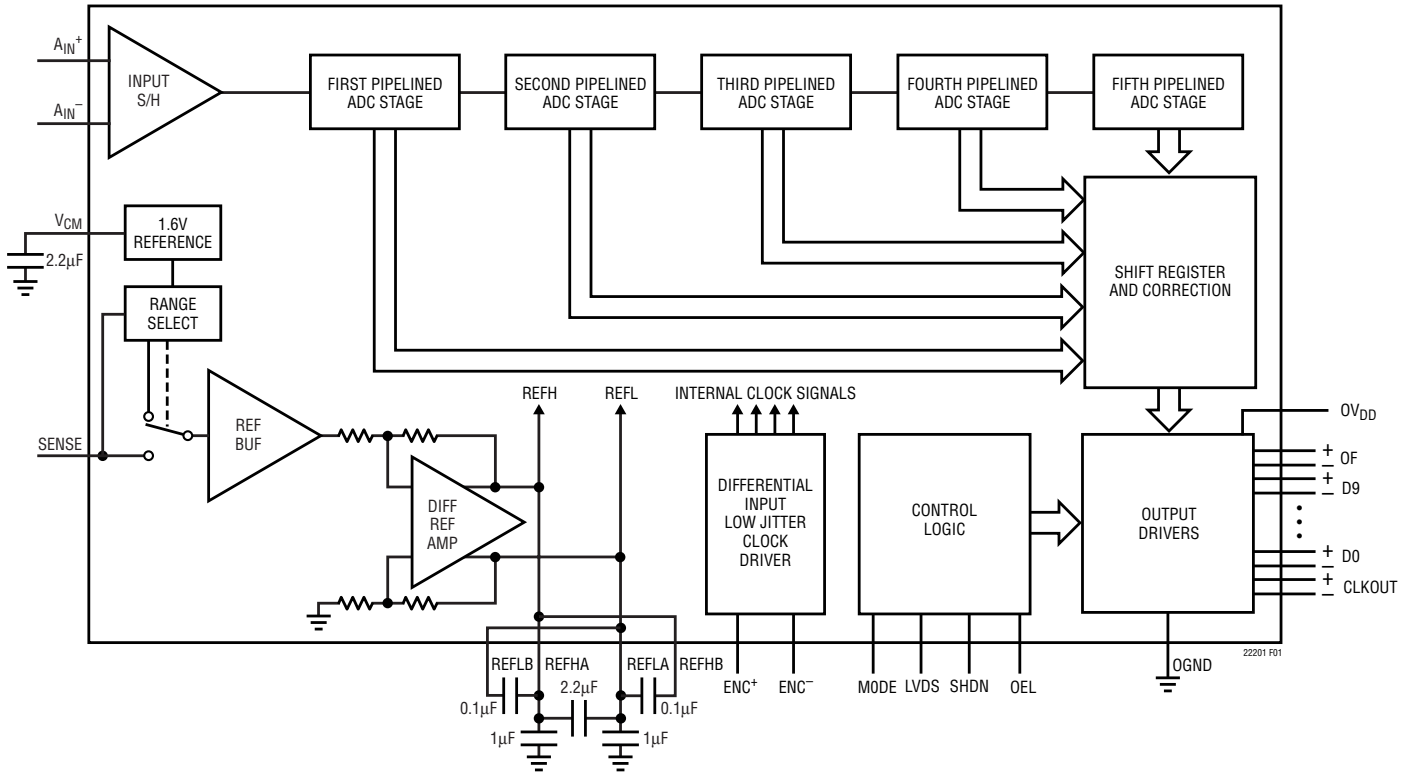 A_IN^+
A_IN^−
INPUT
S/H
FIRST PIPELINED
ADC STAGE
SECOND PIPELINED
ADC STAGE
THIRD PIPELINED
ADC STAGE
FOURTH PIPELINED
ADC STAGE
FIFTH PIPELINED
ADC STAGE
V_CM
2.2µF
1.6V
REFERENCE
RANGE
SELECT
SHIFT REGISTER
AND CORRECTION
SENSE
REF
BUF
REFH
REFL
INTERNAL CLOCK SIGNALS
DIFF
REF
AMP
DIFFERENTIAL
INPUT
LOW JITTER
CLOCK
DRIVER
CONTROL
LOGIC
OUTPUT
DRIVERS
OV_DD
+
−
OF
+
−
D9
+
−
D0
+
−
CLKOUT
REFLB
REFHA
REFLA
REFHB
2.2µF
0.1µF
0.1µF
1µF
1µF
ENC^+
ENC^−
MODE
LVDS
SHDN
OEL
OGND
22201 F01